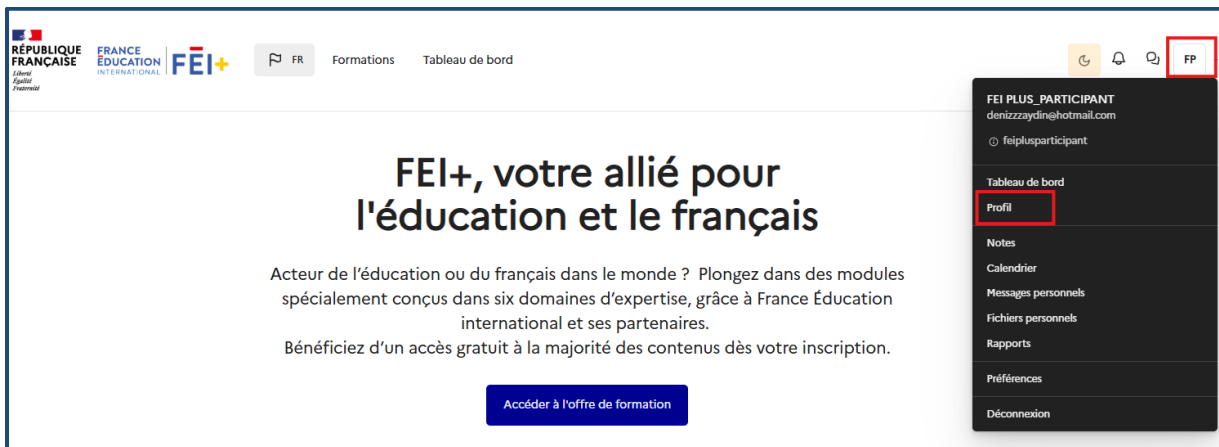 RÉPUBLIQUE
FRANÇAISE
Liberté
Égalité
Fraternité
FRANCE
ÉDUCATION
INTERNATIONAL
FEI+
FR
Formations
Tableau de bord
FP
FEI PLUS_PARTICIPANT
denizzzaydin@hotmail.com
feiplusparticipant
Tableau de bord
Profil
Notes
Calendrier
Messages personnels
Fichiers personnels
Rapports
Préférences
Déconnexion
FEI+, votre allié pour
l'éducation et le français
Acteur de l’éducation ou du français dans le monde ? Plongez dans des modules
spécialement conçus dans six domaines d’expertise, grâce à France Éducation
international et ses partenaires.
Bénéficiez d’un accès gratuit à la majorité des contenus dès votre inscription.
Accéder à l'offre de formation